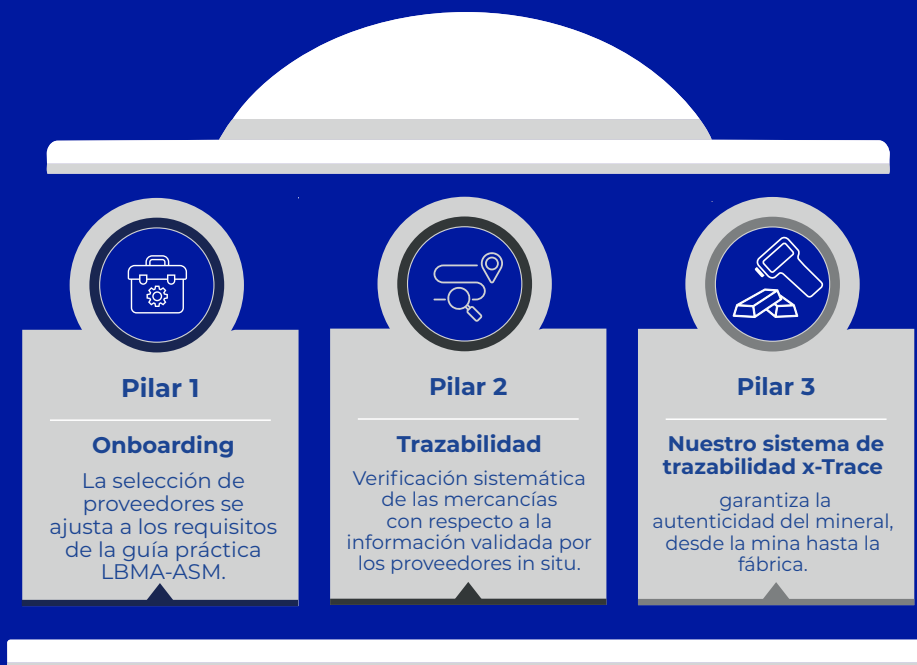 Pilar 1
Onboarding
La selección de
proveedores se
ajusta a los requisitos
de la guía práctica
LBMA-ASM.
Pilar 2
Trazabilidad
Verificación sistemática
de las mercancías
con respecto a la
información validada por
los proveedores in situ.
Pilar 3
Nuestro sistema de
trazabilidad x-Trace
garantiza la
autenticidad del mineral,
desde la mina hasta la
fábrica.